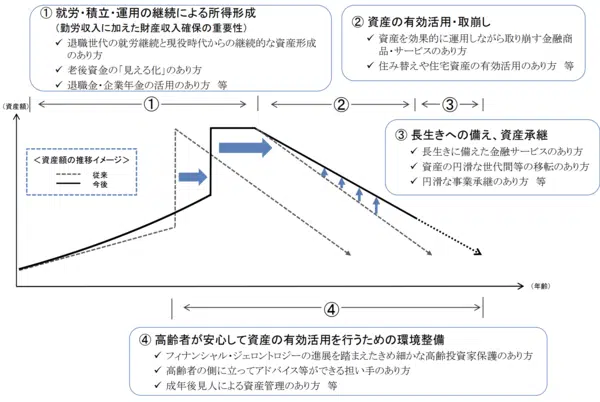 ① 就労・積立・運用の継続による所得形成
(勤労収入に加えた財産収入確保の重要性)
✓ 退職世代の就労継続と現役時代からの継続的な資産形成
のあり方
✓ 老後資金の「見える化」のあり方
✓ 退職金・企業年金の活用のあり方 等
② 資産の有効活用・取崩し
✓ 資産を効果的に運用しながら取り崩す金融商
品・サービスのあり方
✓ 住み替えや住宅資産の有効活用のあり方 等
(資産額)
①
②
③
③ 長生きへの備え、資産承継
✓ 長生きに備えた金融サービスのあり方
✓ 資産の円滑な世代間等の移転のあり方
✓ 円滑な事業承継のあり方 等
<資産額の推移イメージ>
従来
今後
(年齢)
④
④ 高齢者が安心して資産の有効活用を行うための環境整備
✓ フィナンシャル・ジェロントロジーの進展を踏まえたきめ細かな高齢投資家保護のあり方
✓ 高齢者の側に立ってアドバイス等ができる担い手のあり方
✓ 成年後見人による資産管理のあり方 等